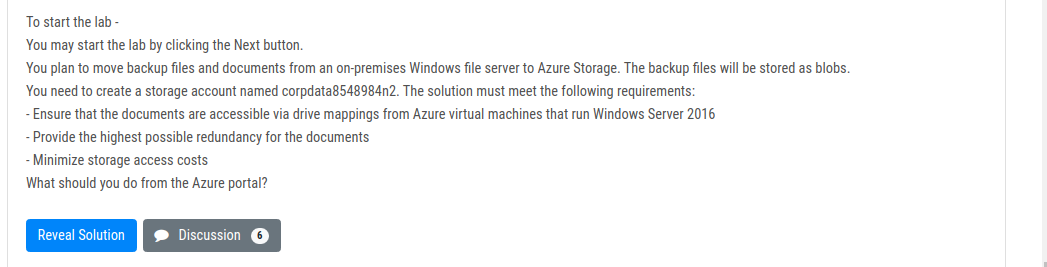 To start the lab -
You may start the lab by clicking the Next button.
You plan to move backup files and documents from an on-premises Windows file server to Azure Storage. The backup files will be stored as blobs.
You need to create a storage account named corpdata8548984n2. The solution must meet the following requirements:
- Ensure that the documents are accessible via drive mappings from Azure virtual machines that run Windows Server 2016
- Provide the highest possible redundancy for the documents
- Minimize storage access costs
What should you do from the Azure portal?
Reveal Solution Discussion 6